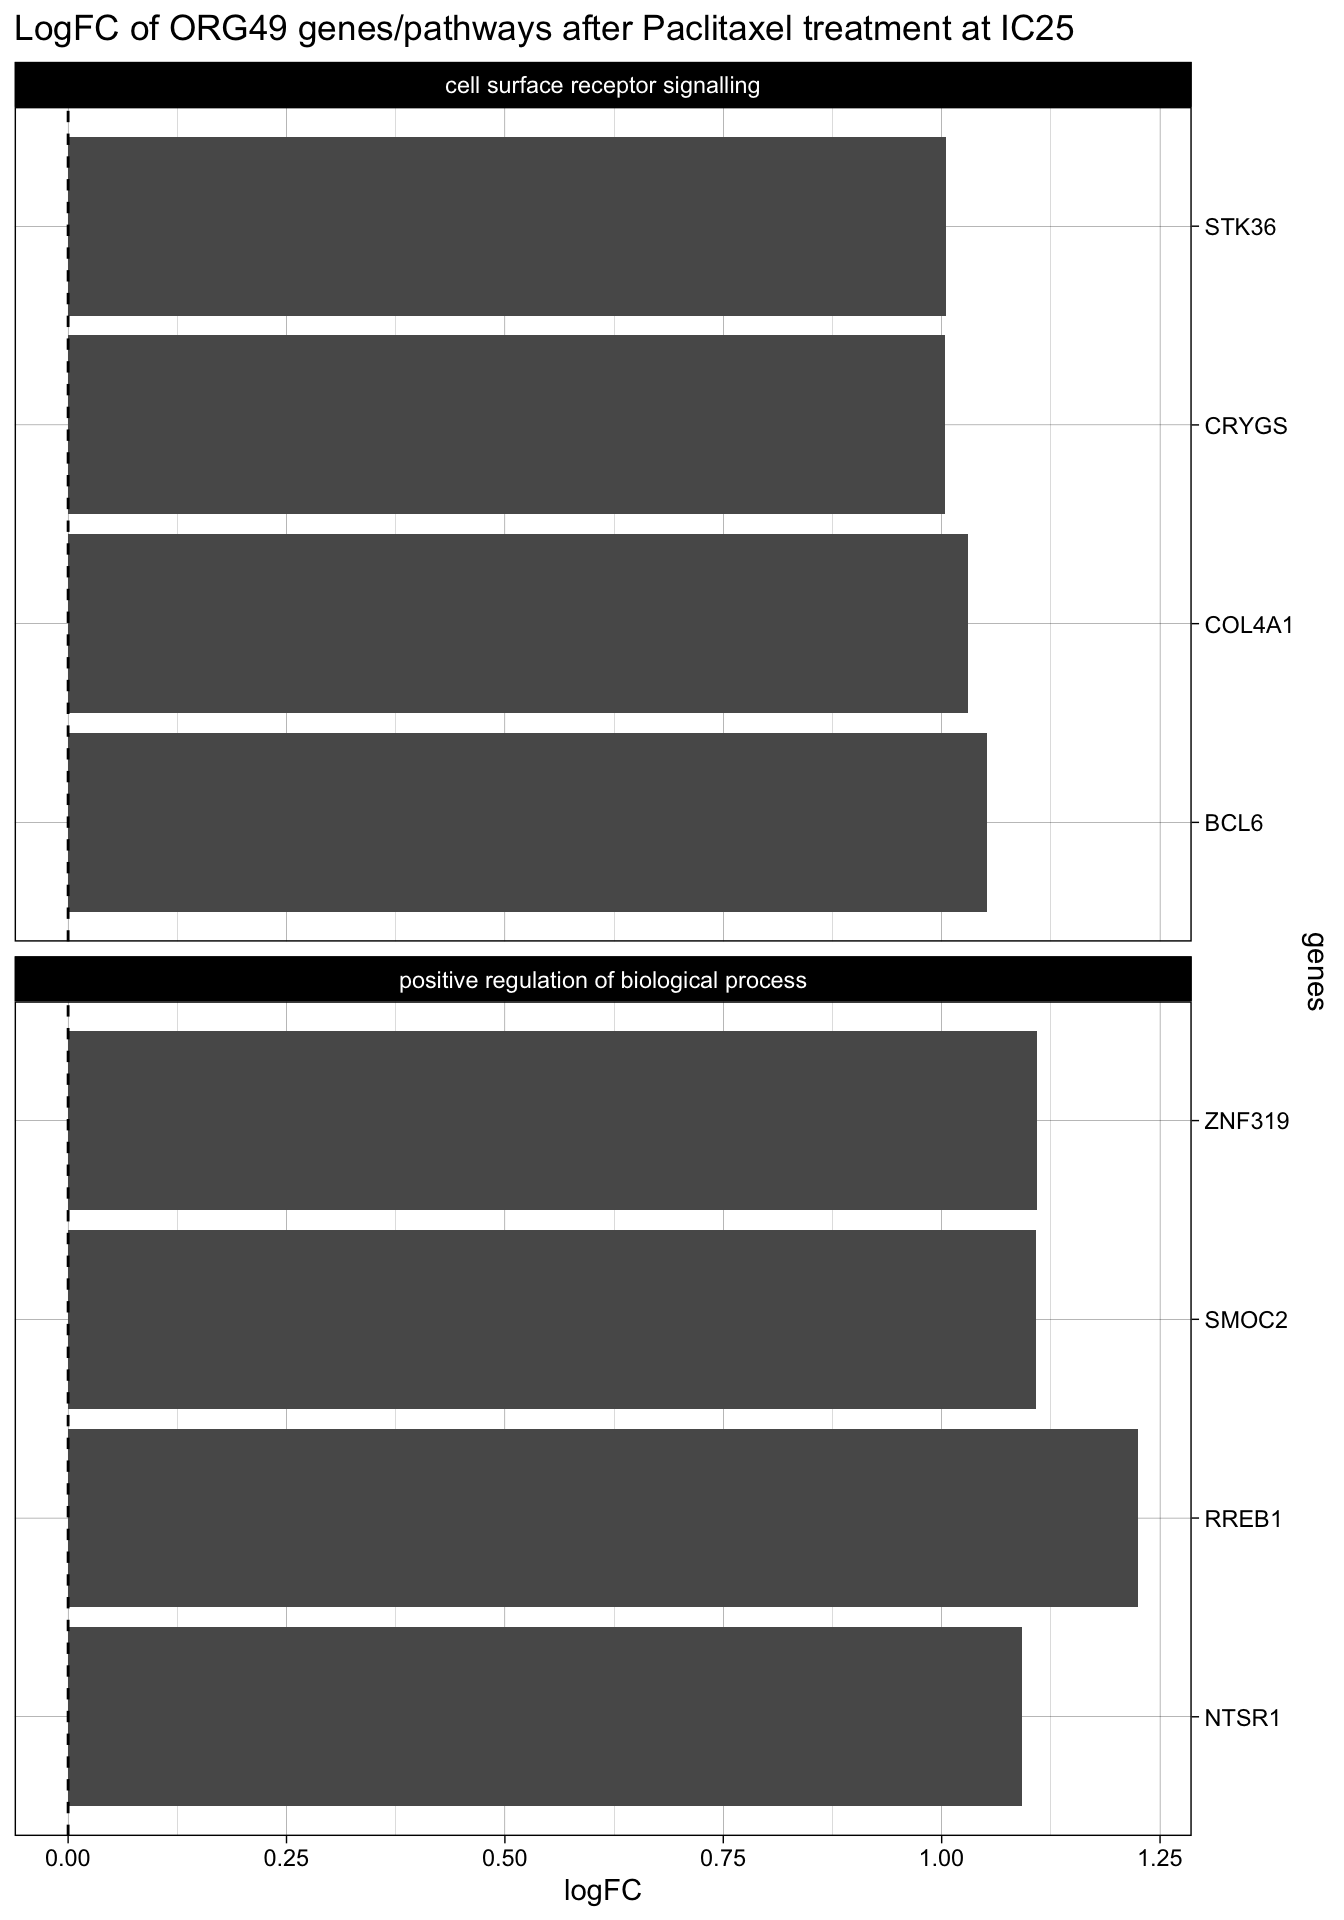 LogFC of ORG49 genes/pathways after Paclitaxel treatment at IC25
cell surface receptor signalling
STK36
CRYGS
COL4A1
BCL6
genes
positive regulation of biological process
ZNF319
SMOC2
RREB1
NTSR1
0.00 0.25 0.50 0.75 1.00 1.25
logFC